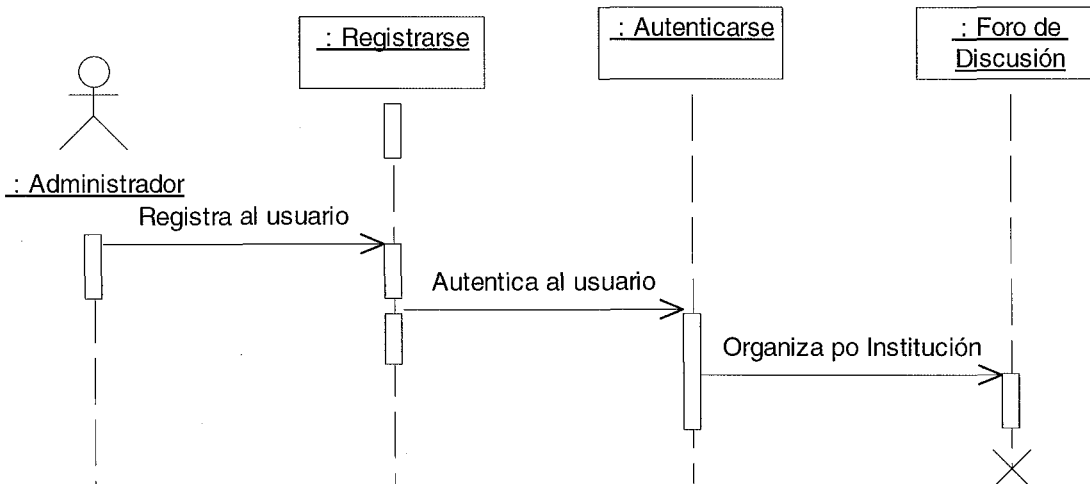 : Registrarse
: Autenticarse
: Foro de
Discusión
: Administrador
Registra al usuario
Autentica al usuario
Organiza po Institución